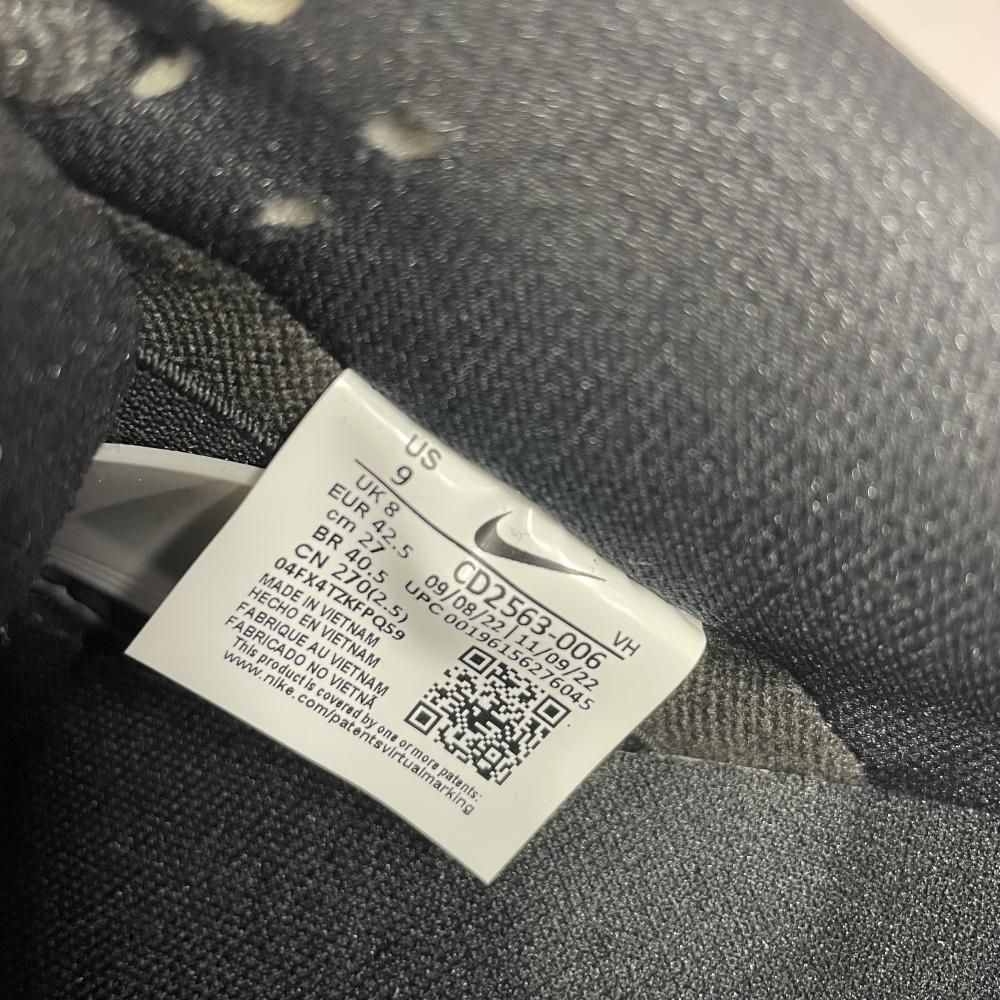 US
9
UK 8
EUR 42.5
cm 27
BR 40.5
CN 270(2.5)
04FX4TZKFPQ59
CD2563-006 VH
09/08/22|11/09/22
UPC 00196156276045
MADE IN VIETNAM
HECHO EN VIETNAM
FABRIQUE AU VIETNAM
FABRICADO NO VIETNÃ
This product is covered by one or more patents:
www.nike.com/patentsvirtualmarking